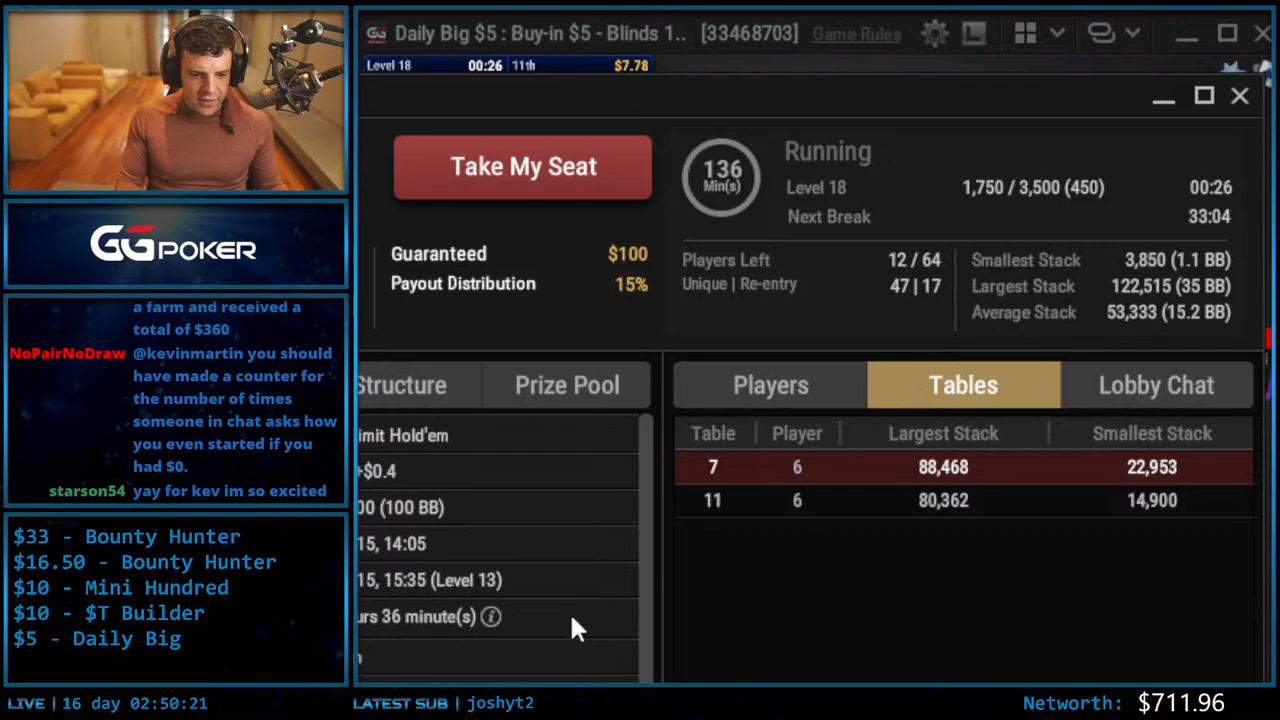 Daily Big $5 : Buy-in $5 - Blinds 1.. [33468703] Game Rules
Level 18 00:26 11th $7.78
Take My Seat
136
Min(s)
Running
Level 18 1,750 / 3,500 (450) 00:26
Next Break 33:04
Guaranteed $100
Payout Distribution 15%
Players Left 12 / 64
Unique | Re-entry 47 | 17
Smallest Stack 3,850 (1.1 BB)
Largest Stack 122,515 (35 BB)
Average Stack 53,333 (15.2 BB)
Structure Prize Pool
Players Tables Lobby Chat
imit Hold'em
+$0.4
00 (100 BB)
15, 14:05
15, 15:35 (Level 13)
urs 36 minute(s)
Table Player Largest Stack Smallest Stack
7 6 88,468 22,953
11 6 80,362 14,900
GG POKER
a farm and received a
total of $360
NoPairNoDraw @kevinmartin you should
have made a counter for
the number of times
someone in chat asks how
you even started if you
had $0.
starson54 yay for kev im so excited
$33 - Bounty Hunter
$16.50 - Bounty Hunter
$10 - Mini Hundred
$10 - $T Builder
$5 - Daily Big
LIVE | 16 day 02:50:21
LATEST SUB | joshyt2
Networth: $711.96